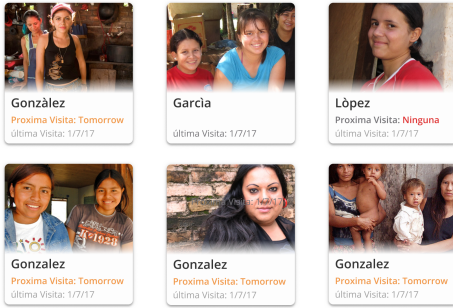 Gonzàlez
Proxima Visita: Tomorrow
última Visita: 1/7/17
Garcìa
última Visita: 1/7/17
Lòpez
Proxima Visita: Ninguna
última Visita: 1/7/17
K-1928
Gonzalez
Proxima Visita: Tomorrow
última Visita: 1/7/17
Gonzalez
Proxima Visita: Tomorrow
última Visita: 1/7/17
Gonzalez
Proxima Visita: Tomorrow
última Visita: 1/7/17